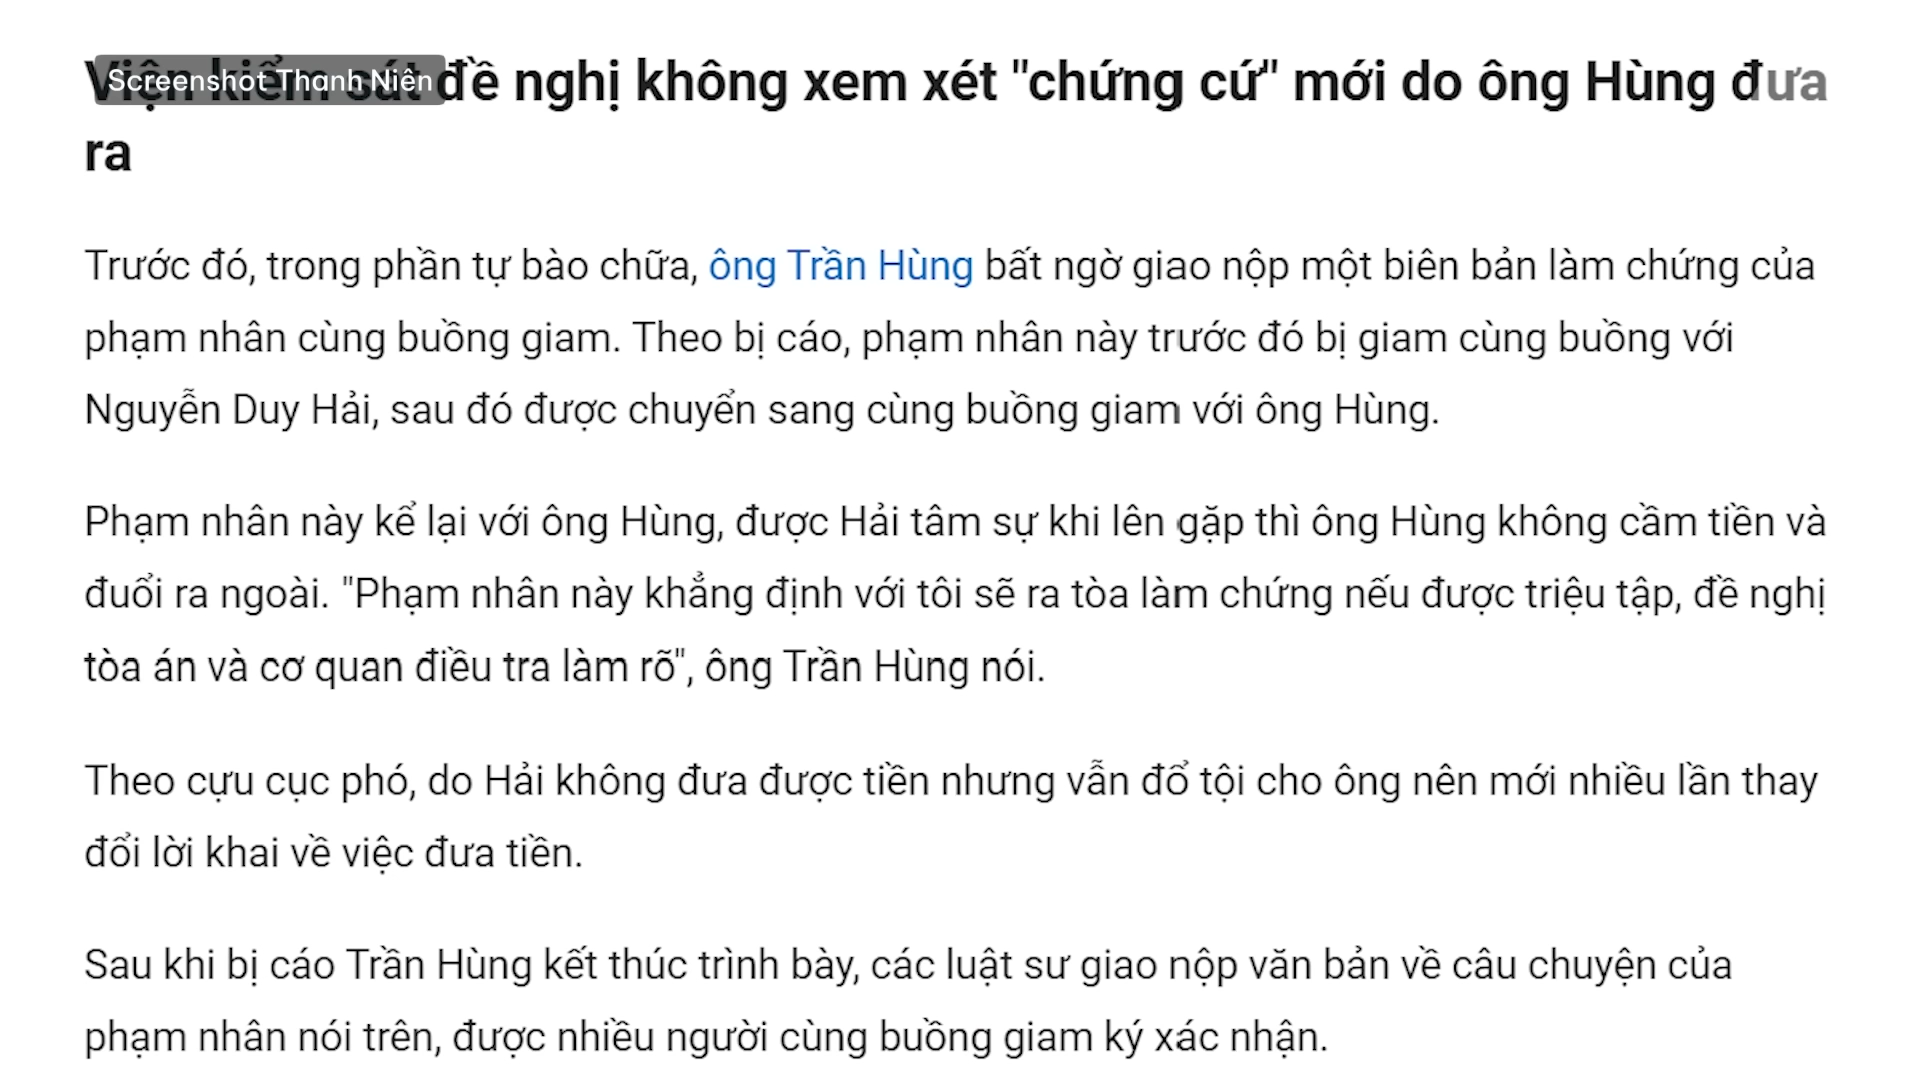 Screenshot Thanh Niên
Viện kiểm sát đề nghị không xem xét "chứng cứ" mới do ông Hùng đưa
ra
Trước đó, trong phần tự bào chữa, ông Trần Hùng bất ngờ giao nộp một biên bản làm chứng của
phạm nhân cùng buồng giam. Theo bị cáo, phạm nhân này trước đó bị giam cùng buồng với
Nguyễn Duy Hải, sau đó được chuyển sang cùng buồng giam với ông Hùng.
Phạm nhân này kể lại với ông Hùng, được Hải tâm sự khi lên gặp thì ông Hùng không cầm tiền và
đuổi ra ngoài. "Phạm nhân này khẳng định với tôi sẽ ra tòa làm chứng nếu được triệu tập, đề nghị
tòa án và cơ quan điều tra làm rõ", ông Trần Hùng nói.
Theo cựu cục phó, do Hải không đưa được tiền nhưng vẫn đổ tội cho ông nên mới nhiều lần thay
đổi lời khai về việc đưa tiền.
Sau khi bị cáo Trần Hùng kết thúc trình bày, các luật sư giao nộp văn bản về câu chuyện của
phạm nhân nói trên, được nhiều người cùng buồng giam ký xác nhận.